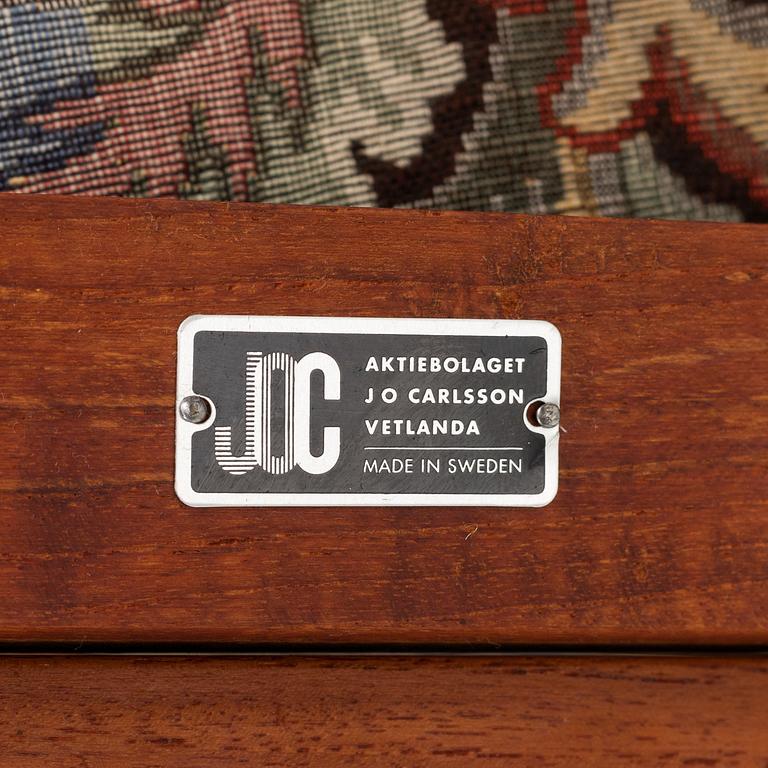 JOC
AKTIEBOLAGET
J O CARLSSON
VETLANDA
MADE IN SWEDEN